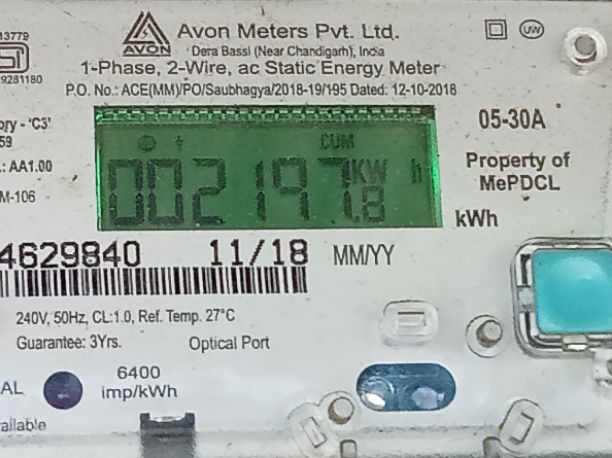 13779
9281180
AVON
Avon Meters Pvt. Ltd.
Dera Bassi (Near Chandigarh), India
1-Phase, 2-Wire, ac Static Energy Meter
P.O. No.: ACE(MM)/PO/Saubhagya/2018-19/195 Dated: 12-10-2018
UW
ory - 'C3'
59
.: AA1.00
M-106
CUM
002197.8
KW h
05-30A
Property of
MePDCL
kWh
4629840 11/18 MM/YY
240V, 50Hz, CL:1.0, Ref. Temp. 27°C
Guarantee: 3Yrs. Optical Port
AL
6400
imp/kWh
ailable